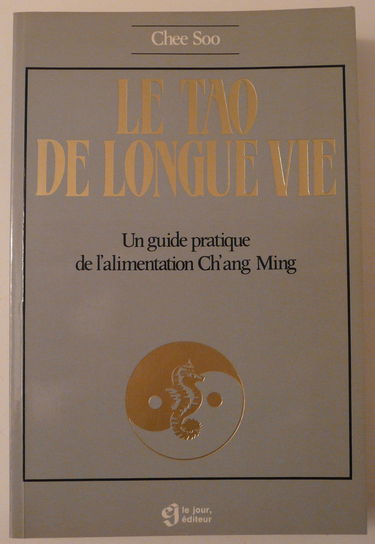 Chee Soo
LE TAO
DE LONGUE VIE
Un guide pratique
de l'alimentation Ch'ang Ming
le jour,
éditeur